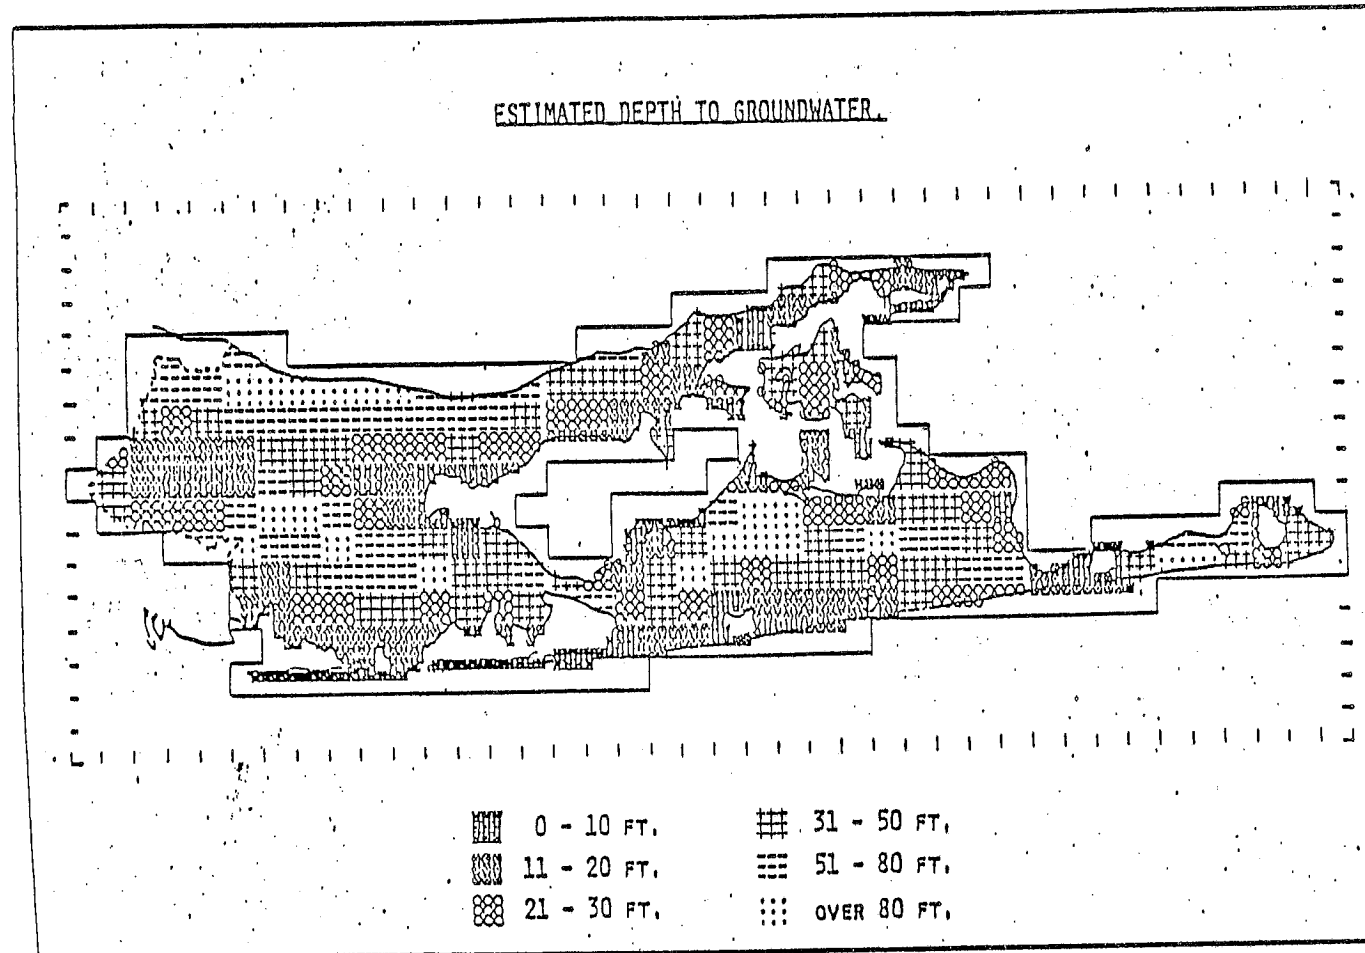 ESTIMATED DEPTH TO GROUNDWATER.
0 - 10 FT.
11 - 20 FT.
21 - 30 FT.
31 - 50 FT.
51 - 80 FT.
OVER 80 FT.